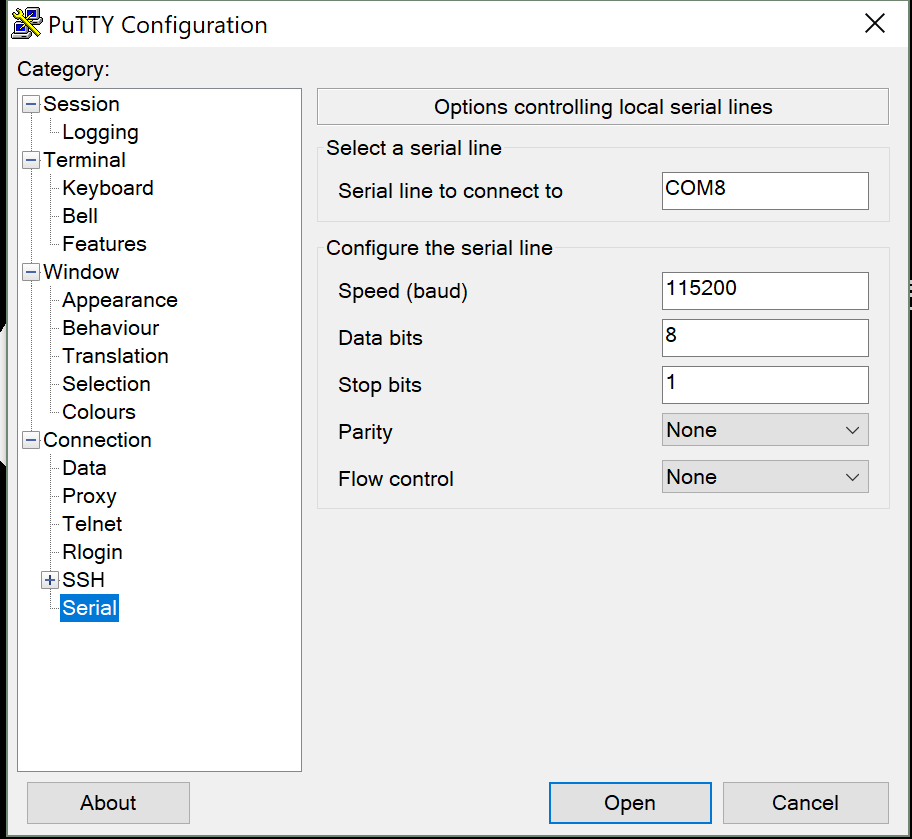 PuTTY Configuration
Category:
Session
Logging
Terminal
Keyboard
Bell
Features
Window
Appearance
Behaviour
Translation
Selection
Colours
Connection
Data
Proxy
Telnet
Rlogin
SSH
Serial
Options controlling local serial lines
Select a serial line
Serial line to connect to COM8
Configure the serial line
Speed (baud) 115200
Data bits 8
Stop bits 1
Parity None
Flow control None
About Open Cancel